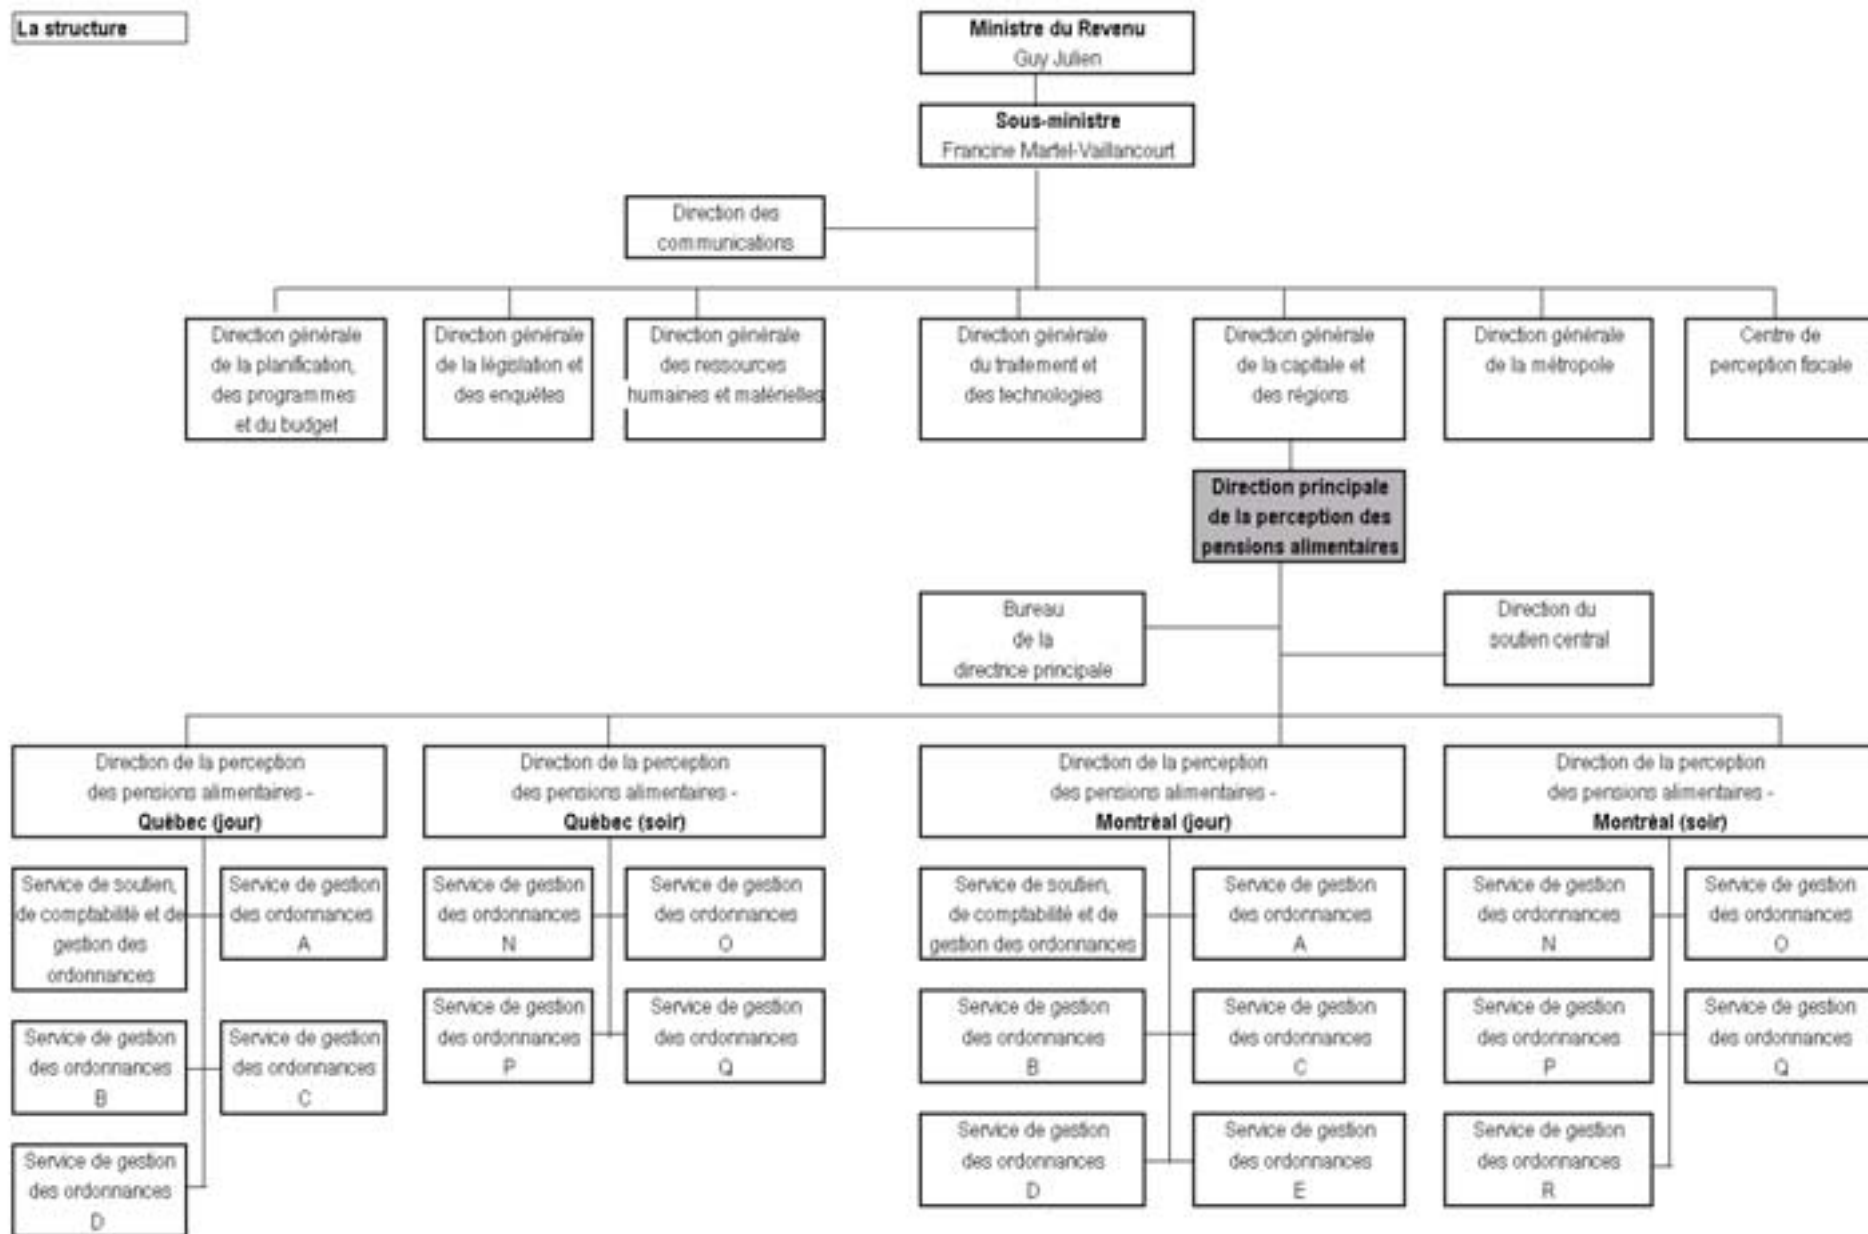 La structure
Ministre du Revenu
Guy Julien
Sous-ministre
Francine Martel-Vaillancourt
Direction des
communications
Direction générale
de la planification,
des programmes
et du budget
Direction générale
de la législation et
des enquêtes
Direction générale
des ressources
humaines et matérielles
Direction générale
du traitement et
des technologies
Direction générale
de la capitale et
des régions
Direction générale
de la métropole
Centre de
perception fiscale
Direction principale
de la perception des
pensions alimentaires
Bureau
de la
directrice principale
Direction du
soutien central
Direction de la perception
des pensions alimentaires -
Québec (jour)
Direction de la perception
des pensions alimentaires -
Québec (soir)
Direction de la perception
des pensions alimentaires -
Montréal (jour)
Direction de la perception
des pensions alimentaires -
Montréal (soir)
Service de soutien,
de comptabilité et de
gestion des
ordonnances
Service de gestion
des ordonnances
A
Service de gestion
des ordonnances
B
Service de gestion
des ordonnances
C
Service de gestion
des ordonnances
D
Service de gestion
des ordonnances
N
Service de gestion
des ordonnances
O
Service de gestion
des ordonnances
P
Service de gestion
des ordonnances
Q
Service de soutien,
de comptabilité et de
gestion des ordonnances
Service de gestion
des ordonnances
A
Service de gestion
des ordonnances
B
Service de gestion
des ordonnances
C
Service de gestion
des ordonnances
D
Service de gestion
des ordonnances
E
Service de gestion
des ordonnances
N
Service de gestion
des ordonnances
O
Service de gestion
des ordonnances
P
Service de gestion
des ordonnances
Q
Service de gestion
des ordonnances
R